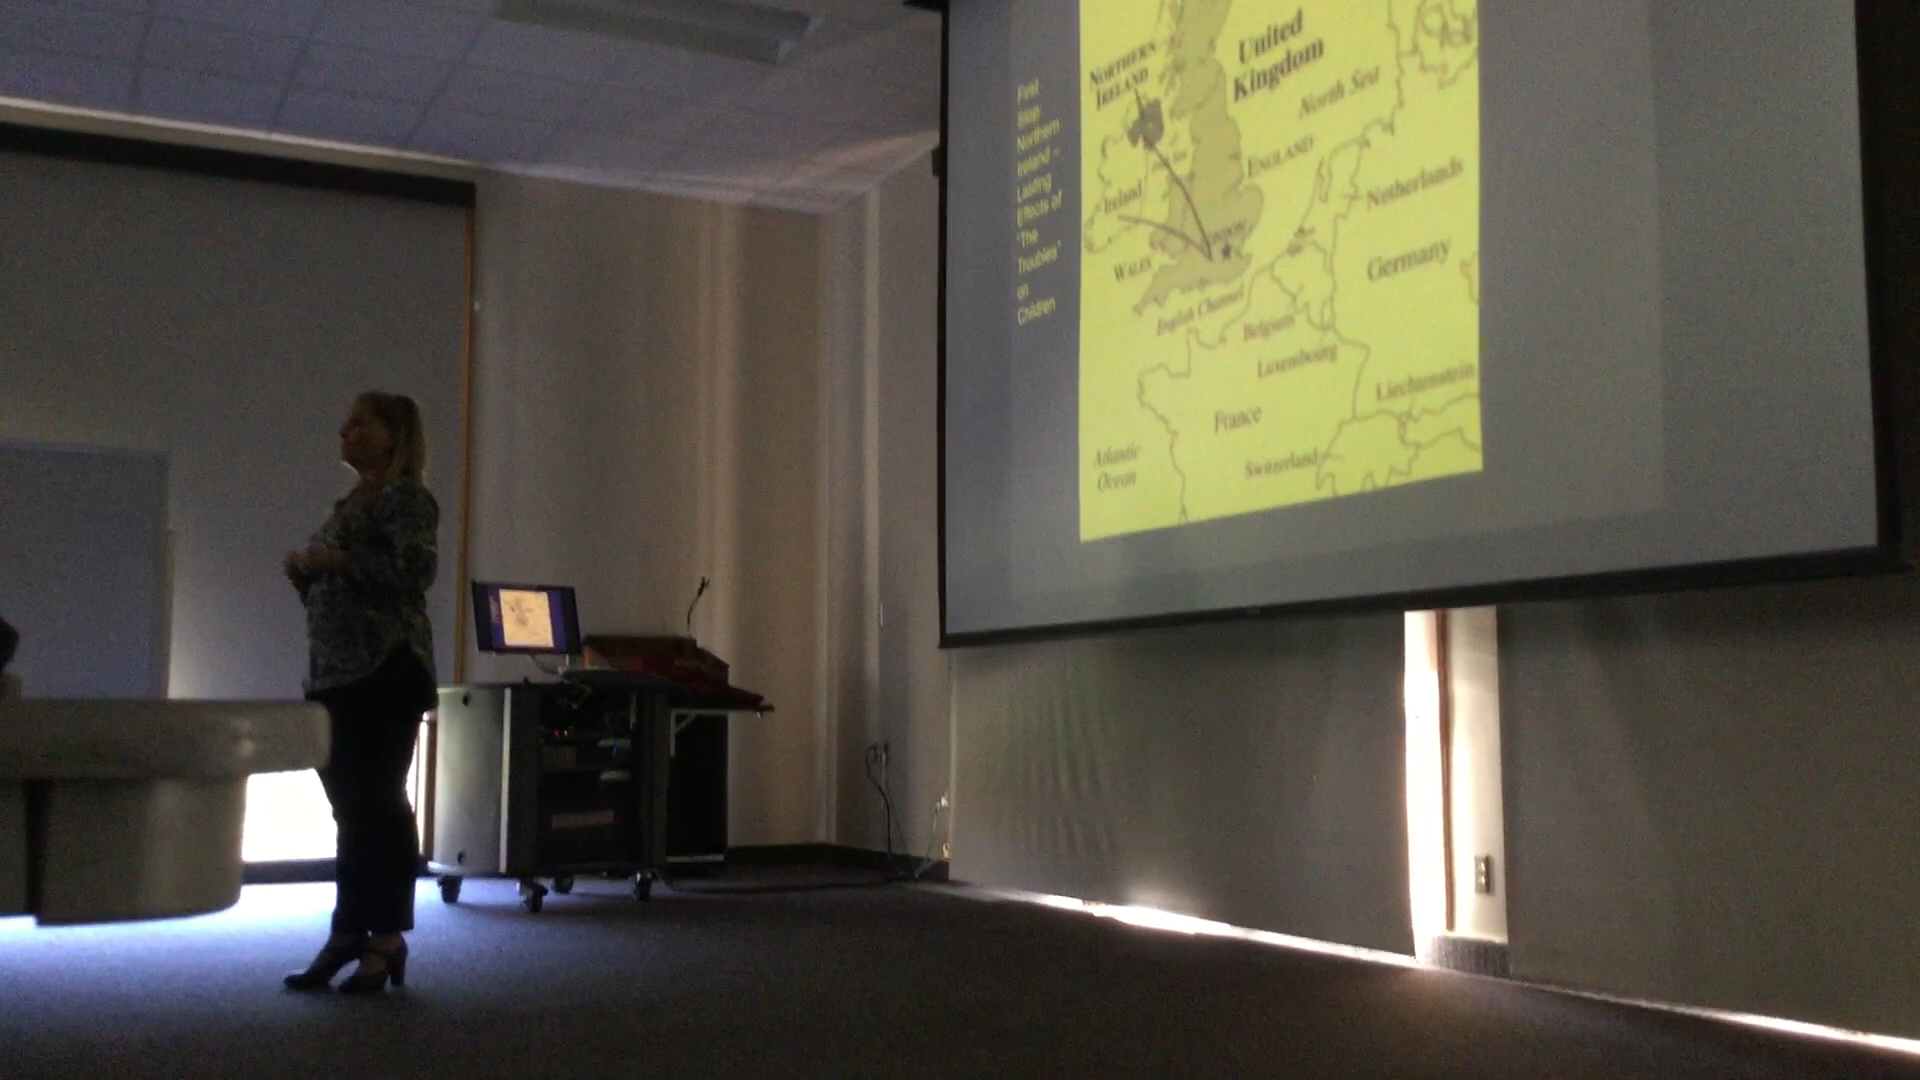 First
Stop
Northern
Ireland –
Lasting
Effects of
'The
Troubles'
on
Children
NORTHERN
IRELAND
United
Kingdom
North Sea
ENGLAND
Ireland
Netherlands
WALES
Germany
English Channel
Belgium
Luxembourg
Liechtenstein
France
Atlantic
Ocean
Switzerland